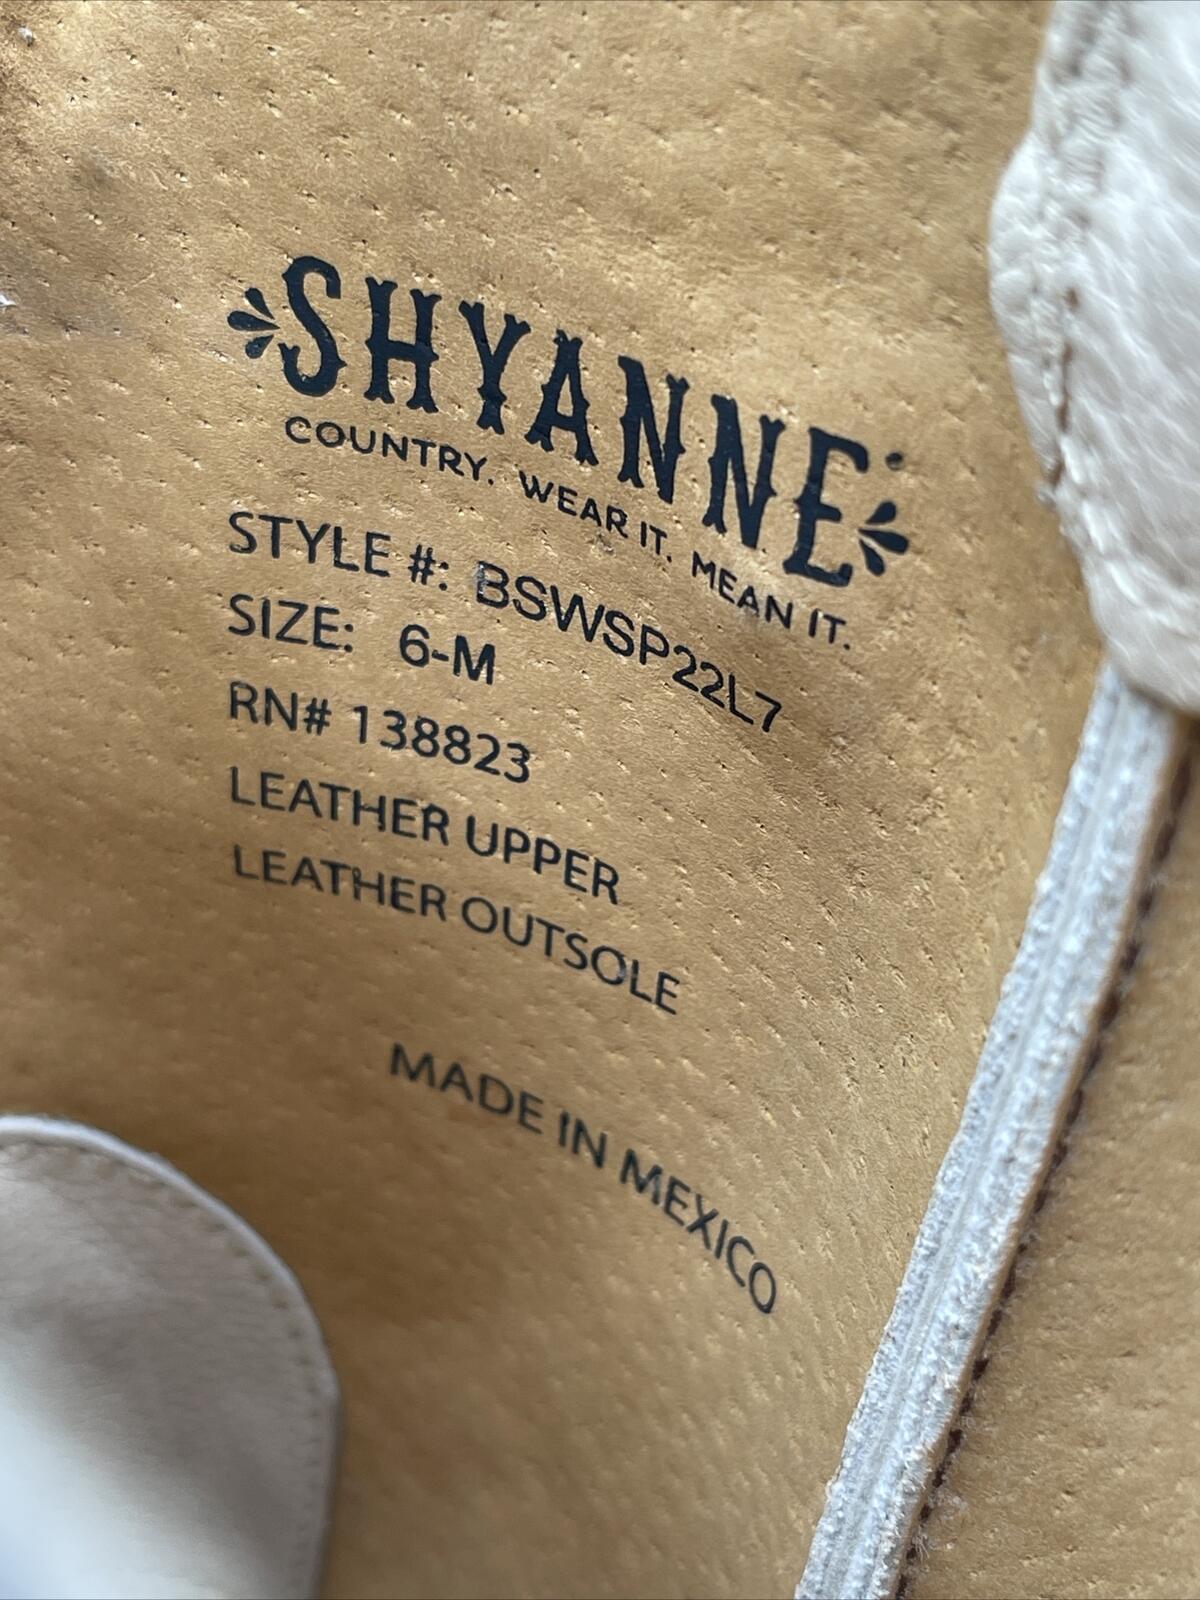 SHYANNE
COUNTRY. WEAR IT. MEAN IT.
STYLE #: BSWSP22L7
SIZE: 6-M
RN# 138823
LEATHER UPPER
LEATHER OUTSOLE
MADE IN MEXICO